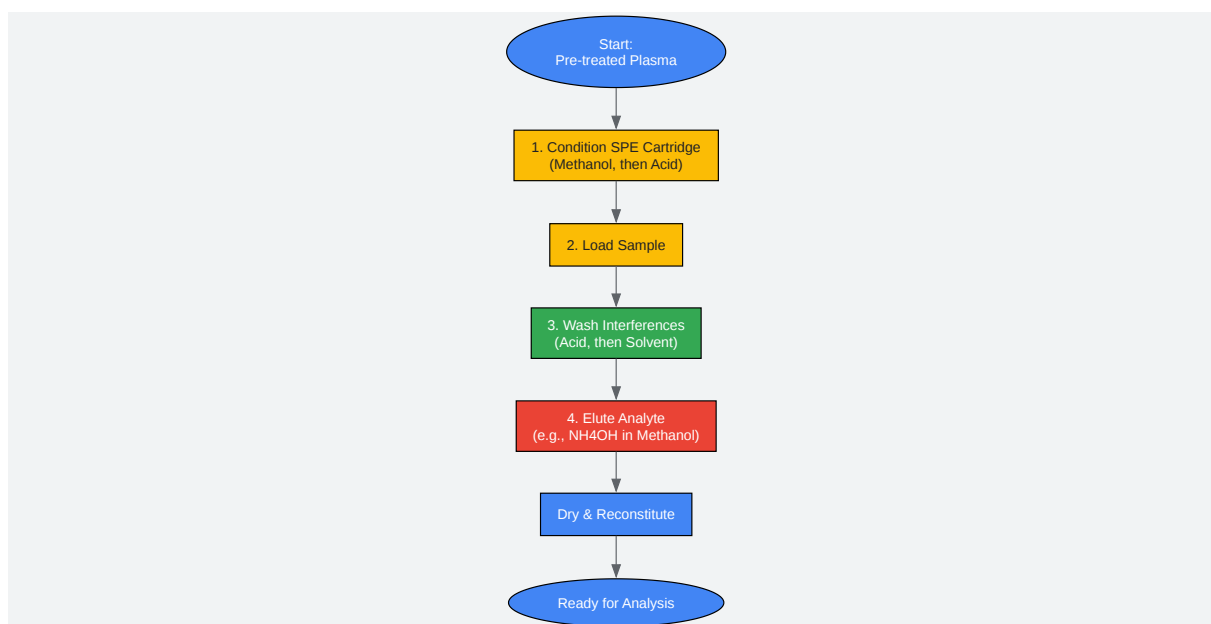 Start:
Pre-treated Plasma
1. Condition SPE Cartridge
(Methanol, then Acid)
2. Load Sample
3. Wash Interferences
(Acid, then Solvent)
4. Elute Analyte
(e.g., NH4OH in Methanol)
Dry & Reconstitute
Ready for Analysis